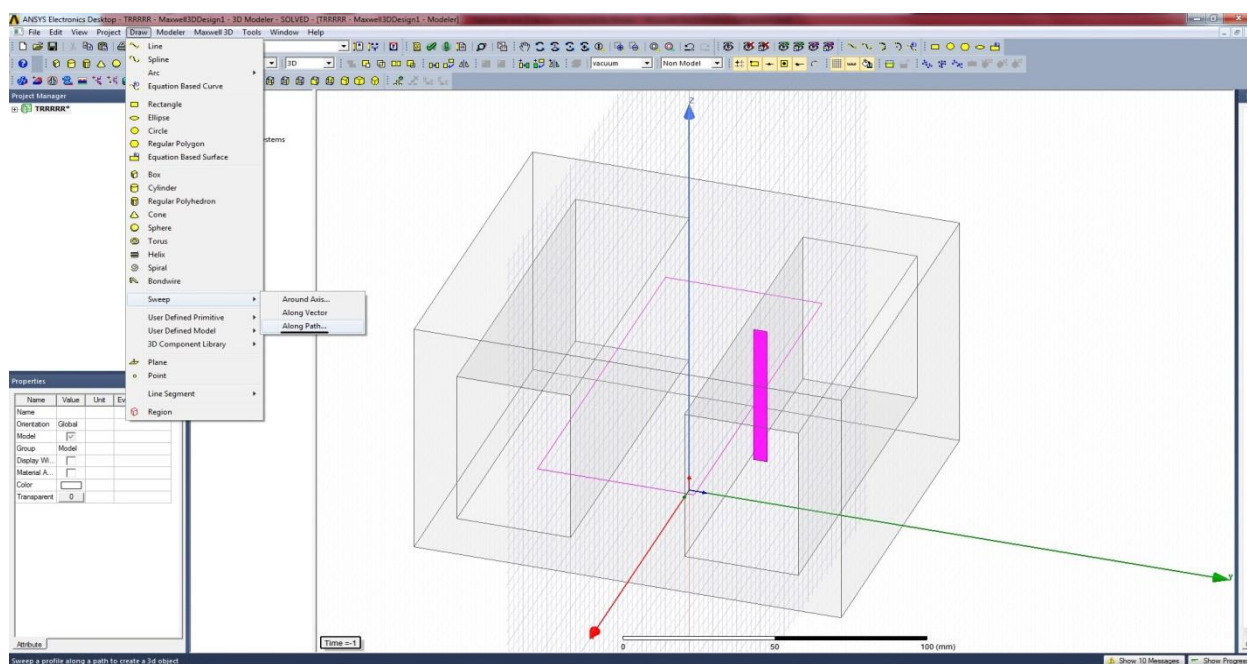 ANSYS Electronics Desktop - TRRRRR - Maxwell3DDesign1 - 3D Modeler - SOLVED - [TRRRRR - Maxwell3DDesign1 - Modeler]
File Edit View Project Draw Modeler Maxwell 3D Tools Window Help
3D
vacuum
Non Model
Project Manager
TRRRRR*
stems
Line
Spline
Arc
Equation Based Curve
Rectangle
Ellipse
Circle
Regular Polygon
Equation Based Surface
Box
Cylinder
Regular Polyhedron
Cone
Sphere
Torus
Helix
Spiral
Bondwire
Sweep
User Defined Primitive
User Defined Model
3D Component Library
Plane
Point
Line Segment
Region
Around Axis...
Along Vector
Along Path...
Properties
Name Value Unit Ev
Name
Orientation Global
Model
Group Model
Display Wi...
Material A...
Color
Transparent 0
Attribute
z
y
Time =-1
0 50 100 (mm)
Sweep a profile along a path to create a 3d object
Show 10 Messages Show Progres